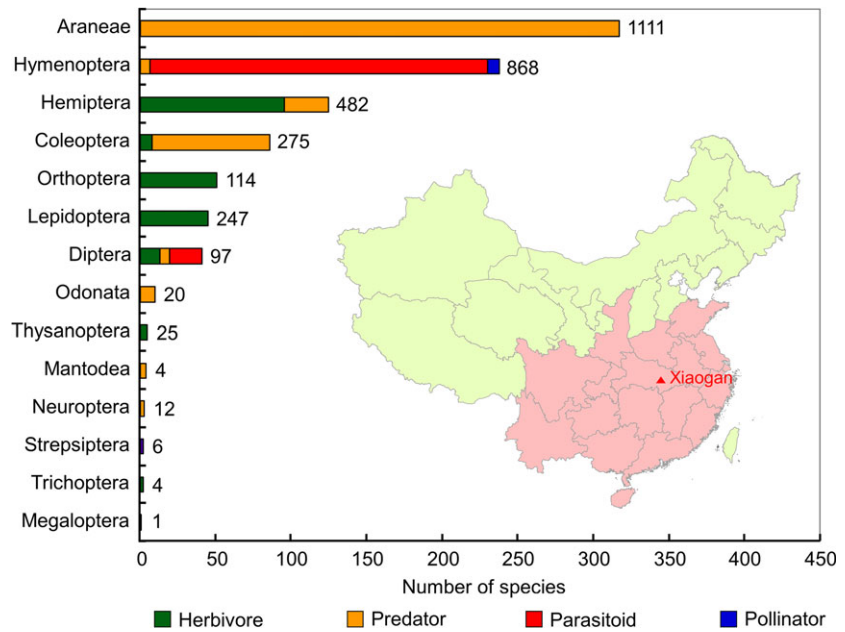 Araneae 1111
Hymenoptera 868
Hemiptera 482
Coleoptera 275
Orthoptera 114
Lepidoptera 247
Diptera 97
Odonata 20
Thysanoptera 25
Mantodea 4
Neuroptera 12
Strepsiptera 6
Trichoptera 4
Megaloptera 1
Xiaogan
0 50 100 150 200 250 300 350 400 450
Number of species
Herbivore Predator Parasitoid Pollinator